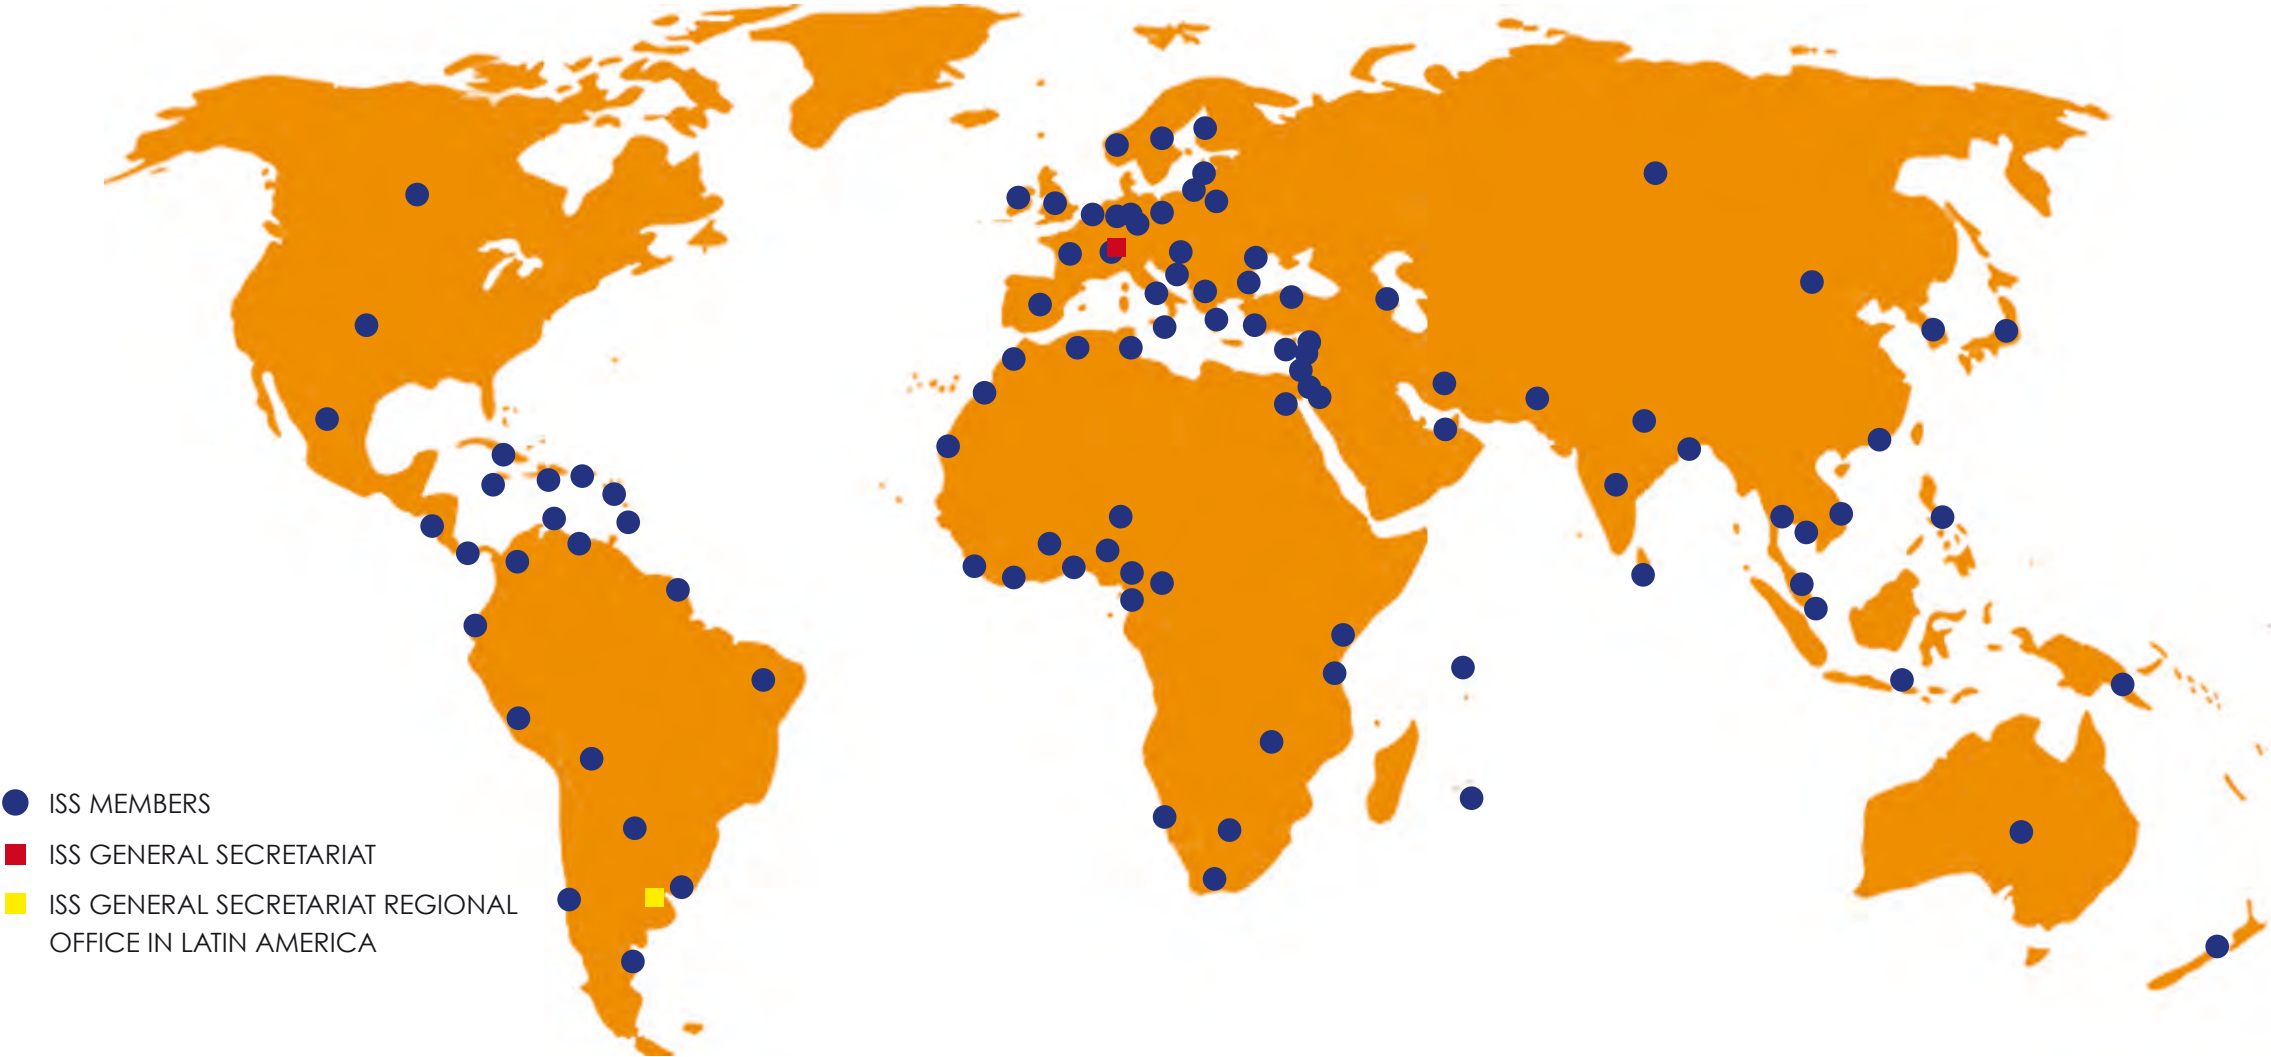 ISS MEMBERS
ISS GENERAL SECRETARIAT
ISS GENERAL SECRETARIAT REGIONAL
OFFICE IN LATIN AMERICA